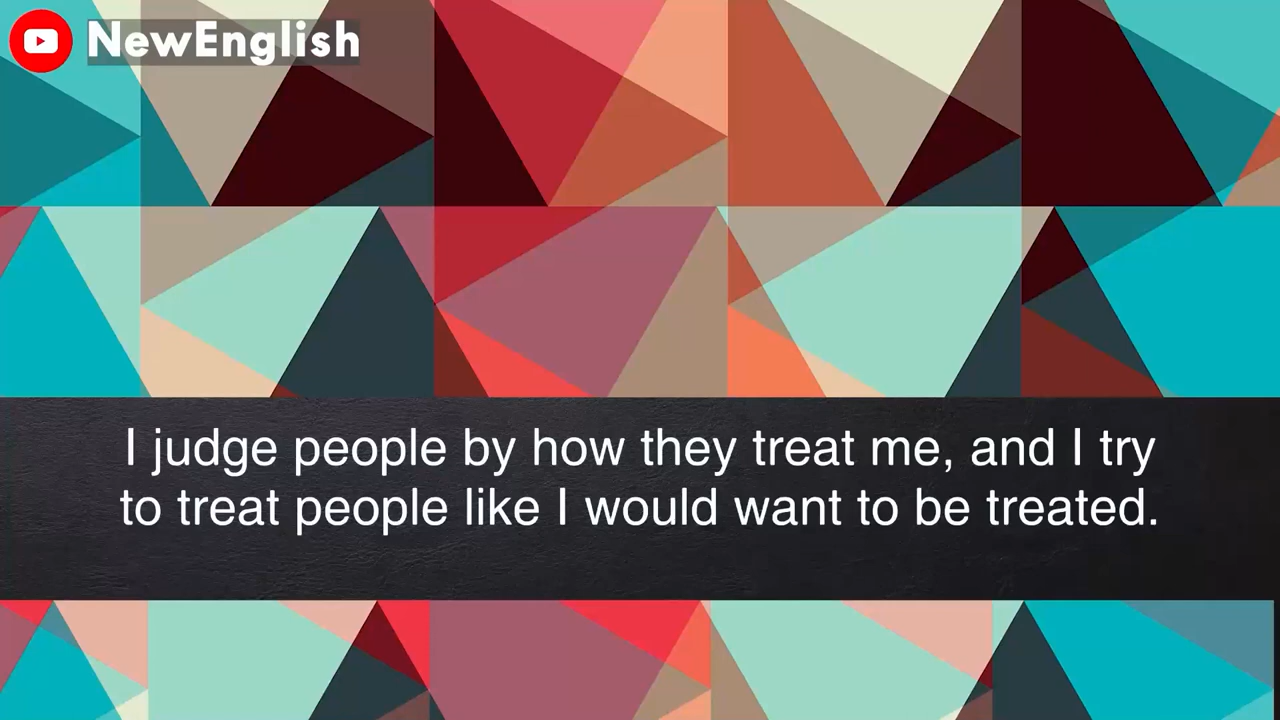 NewEnglish
I judge people by how they treat me, and I try
to treat people like I would want to be treated.